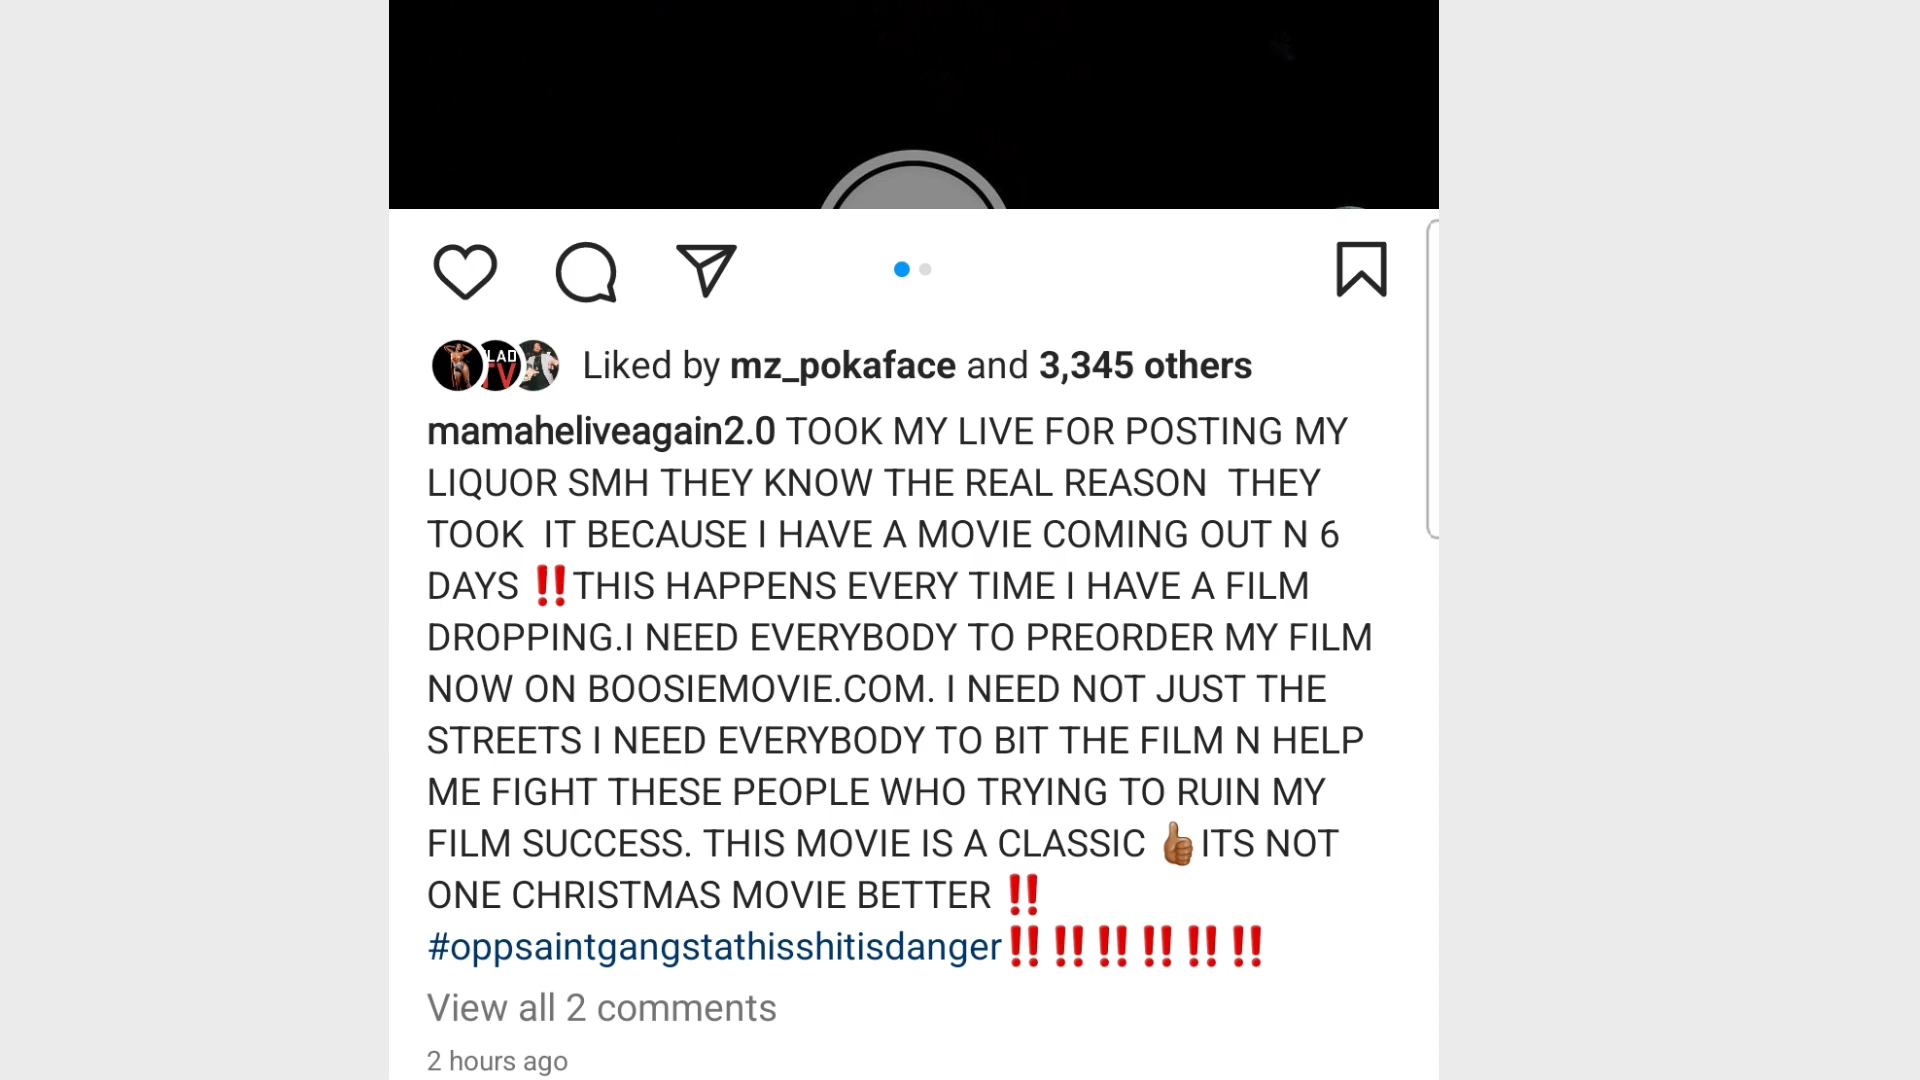 LAD
TV
Liked by mz_pokaface and 3,345 others
mamaheliveagain2.0 TOOK MY LIVE FOR POSTING MY
LIQUOR SMH THEY KNOW THE REAL REASON  THEY
TOOK  IT BECAUSE I HAVE A MOVIE COMING OUT N 6
DAYS ‼️THIS HAPPENS EVERY TIME I HAVE A FILM
DROPPING.I NEED EVERYBODY TO PREORDER MY FILM
NOW ON BOOSIEMOVIE.COM. I NEED NOT JUST THE
STREETS I NEED EVERYBODY TO BIT THE FILM N HELP
ME FIGHT THESE PEOPLE WHO TRYING TO RUIN MY
FILM SUCCESS. THIS MOVIE IS A CLASSIC 👍🏾ITS NOT
ONE CHRISTMAS MOVIE BETTER ‼️
#oppsaintgangstathisshitisdanger‼️‼️‼️‼️‼️‼️
View all 2 comments
2 hours ago